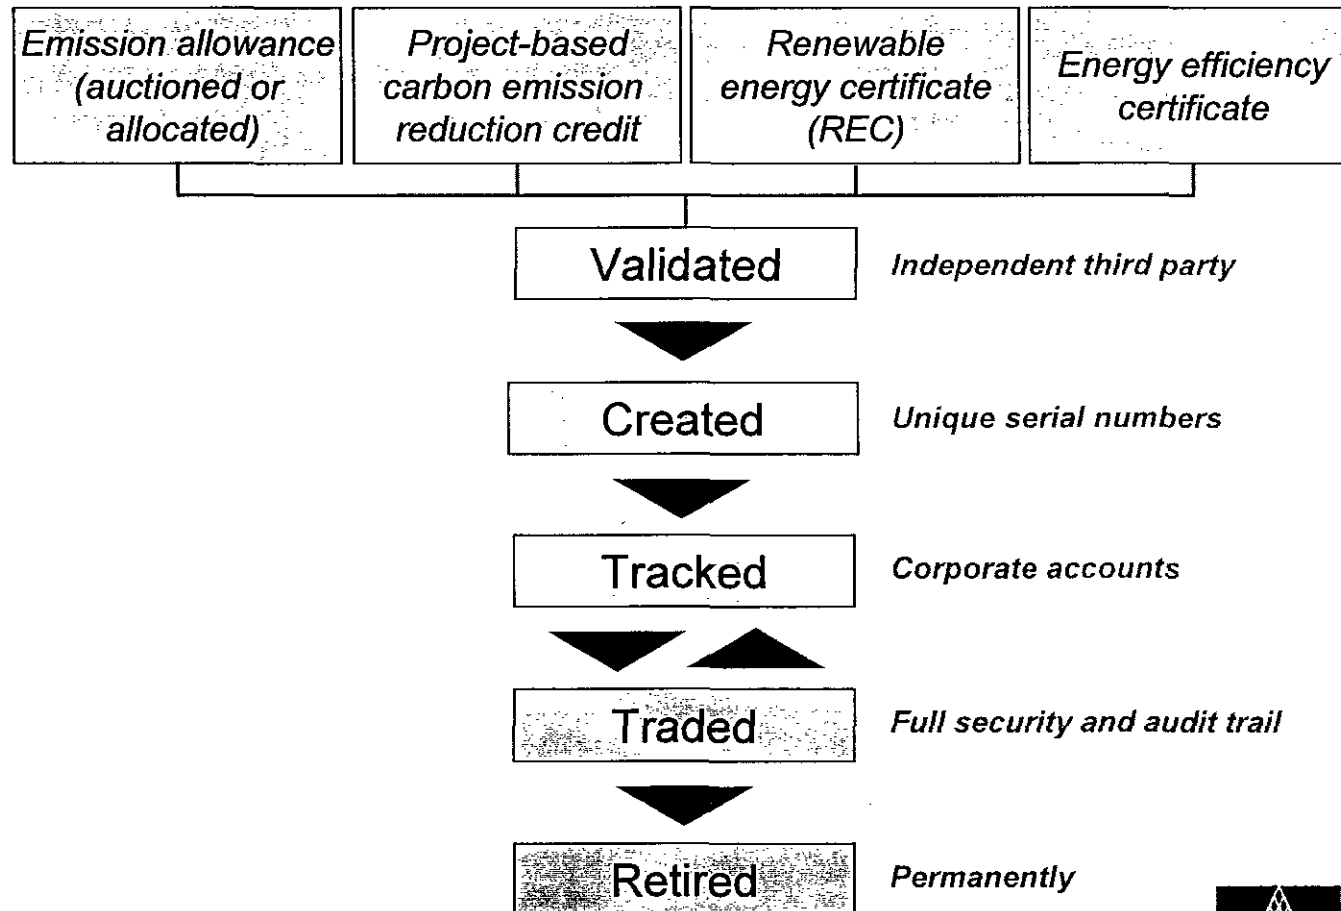 Emission allowance
(auctioned or
allocated)
Project-based
carbon emission
reduction credit
Renewable
energy certificate
(REC)
Energy efficiency
certificate
Validated
Independent third party
Created
Unique serial numbers
Tracked
Corporate accounts
Traded
Full security and audit trail
Retired
Permanently